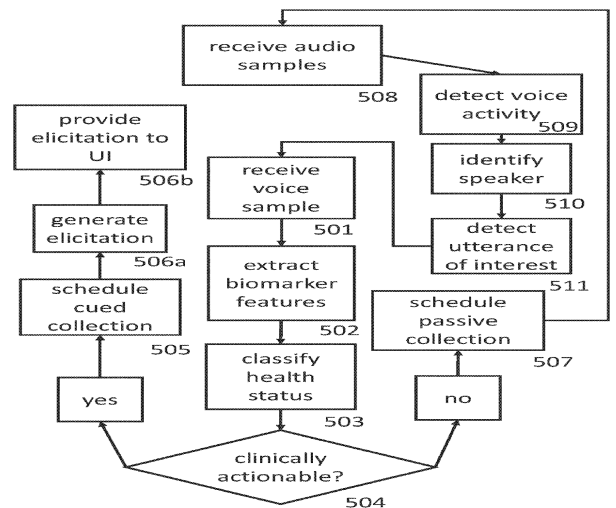 receive audio
samples
508
detect voice
activity
509
identify
speaker
510
detect
utterance
of interest
511
receive
voice
sample
501
extract
biomarker
features
502
classify
health
status
503
clinically
actionable?
504
yes
schedule
cued
collection
505
generate
elicitation
506a
provide
elicitation to
UI
506b
no
schedule
passive
collection
507